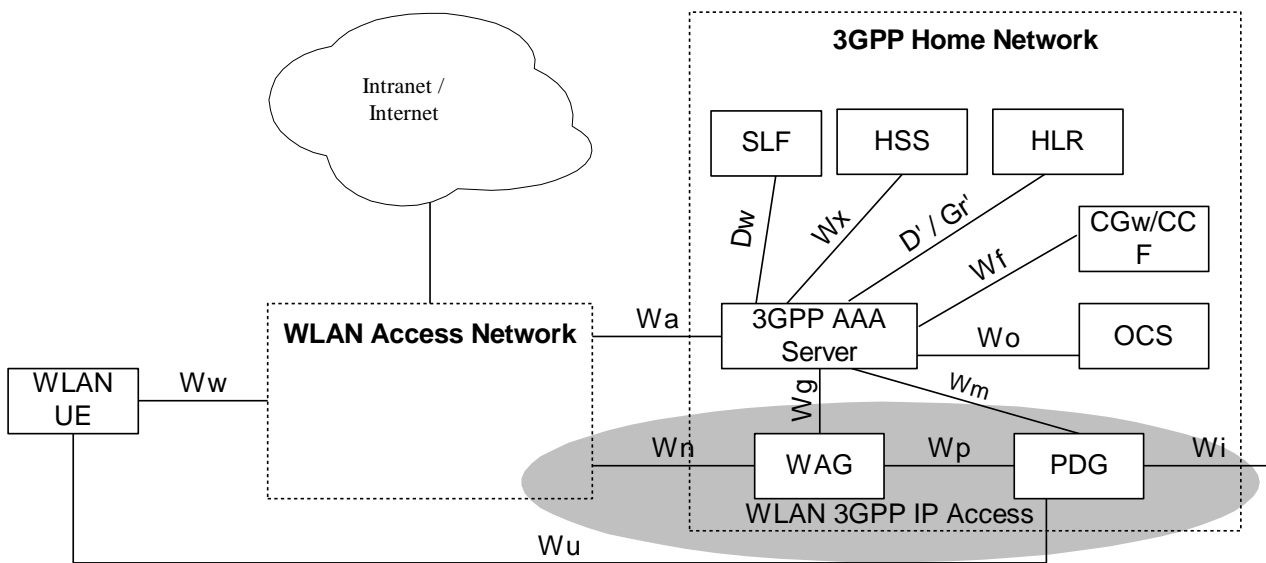 3GPP Home Network
Intranet /
Internet
SLF
HSS
HLR
Dw
Wx
D' / Gr'
CGw/CC
F
Wf
WLAN Access Network
Wa
3GPP AAA
Server
Wo
OCS
WLAN
UE
Ww
Wg
Wm
Wn
WAG
Wp
PDG
Wi
WLAN 3GPP IP Access
Wu